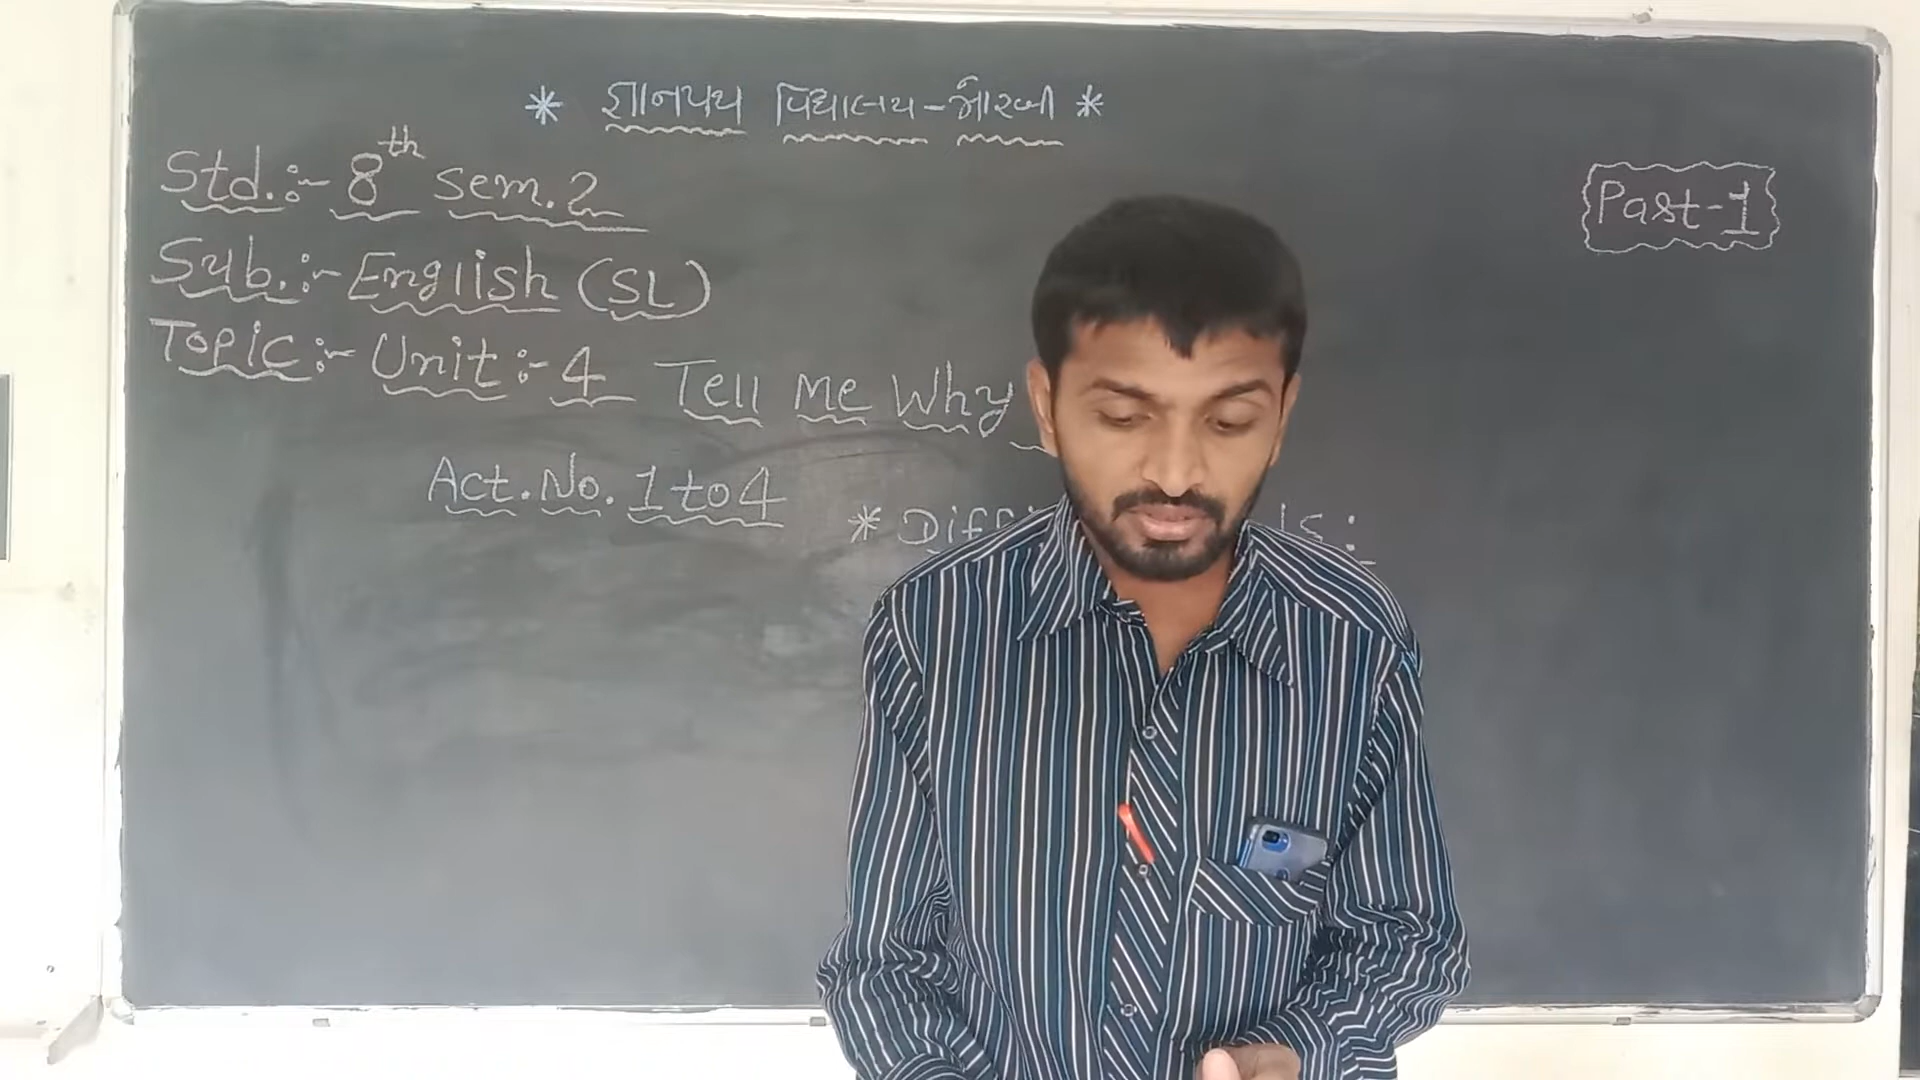 * જ્ઞાનપથ વિદ્યાલય - મોરબી *
Std. :- 8th sem. 2
Part-1
Sub. :- English (SL)
Topic :- Unit :- 4 Tell Me Why
Act. No. 1 to 4
*